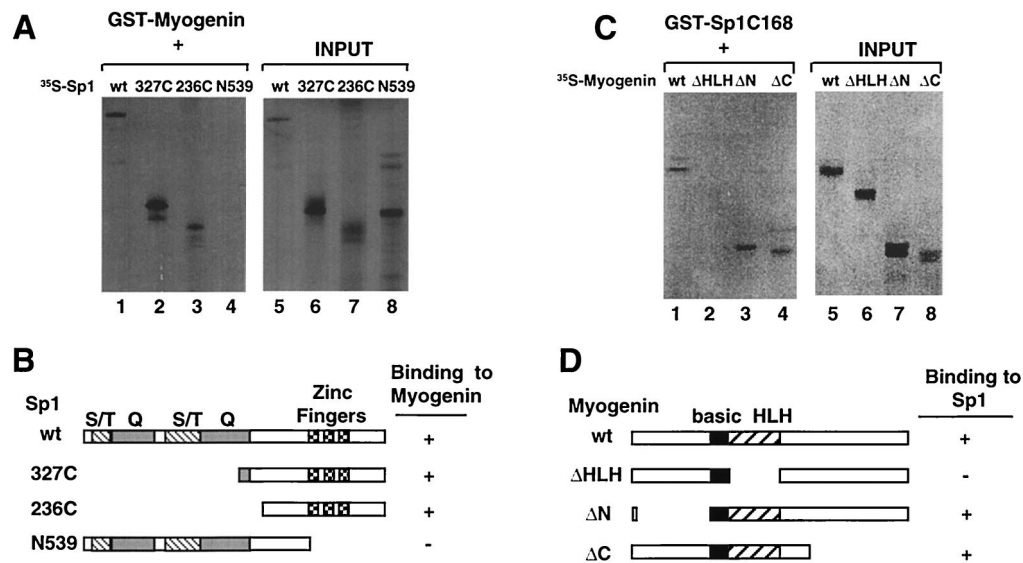 A
GST-Myogenin
+
INPUT
³⁵S-Sp1 wt 327C 236C N539 wt 327C 236C N539
1 2 3 4 5 6 7 8
C
GST-Sp1C168
+
INPUT
³⁵S-Myogenin wt ΔHLH ΔN ΔC wt ΔHLH ΔN ΔC
1 2 3 4 5 6 7 8
B
Binding to
Myogenin
Sp1
S/T Q S/T Q Zinc
Fingers
wt +
327C +
236C +
N539 -
D
Binding to
Sp1
Myogenin basic HLH
wt +
ΔHLH -
ΔN +
ΔC +